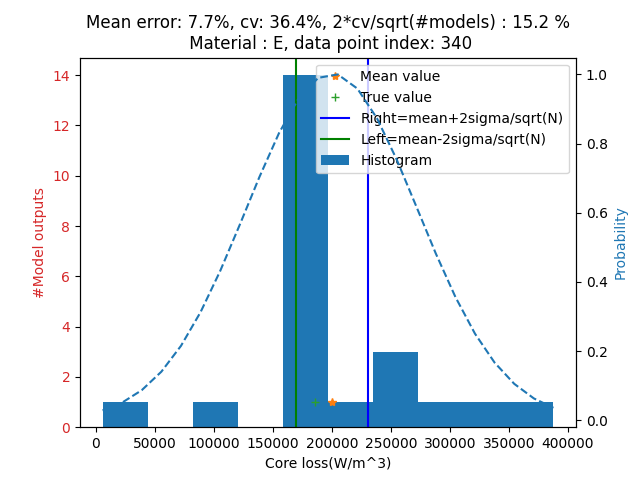 Mean error: 7.7%, cv: 36.4%, 2*cv/sqrt(#models) : 15.2 %
Material : E, data point index: 340
Mean value
True value
Right=mean+2sigma/sqrt(N)
Left=mean-2sigma/sqrt(N)
Histogram
#Model outputs
14
12
10
8
6
4
2
0
Probability
1.0
0.8
0.6
0.4
0.2
0.0
0 50000 100000 150000 200000 250000 300000 350000 400000
Core loss(W/m^3)